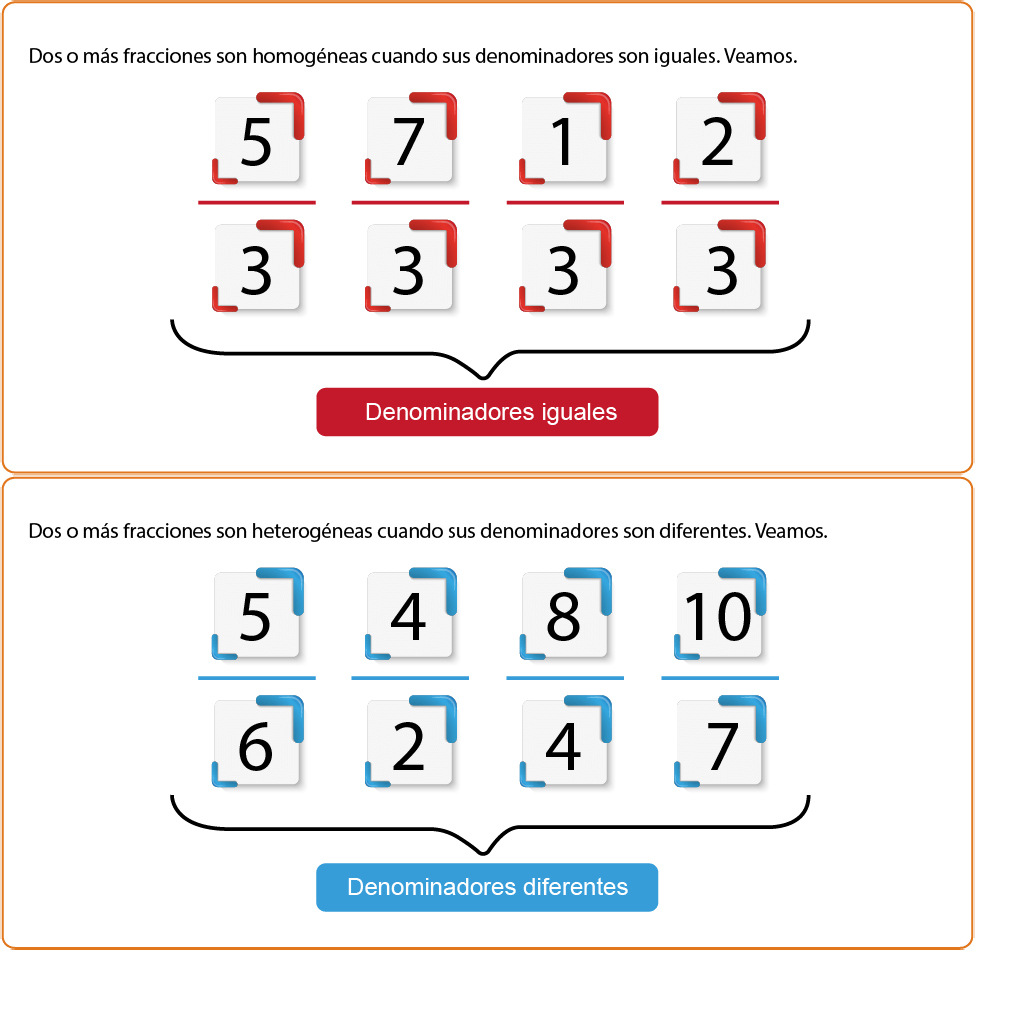 Dos o más fracciones son homogéneas cuando sus denominadores son iguales. Veamos.
5 7 1 2
3 3 3 3
Denominadores iguales
Dos o más fracciones son heterogéneas cuando sus denominadores son diferentes. Veamos.
5 4 8 10
6 2 4 7
Denominadores diferentes